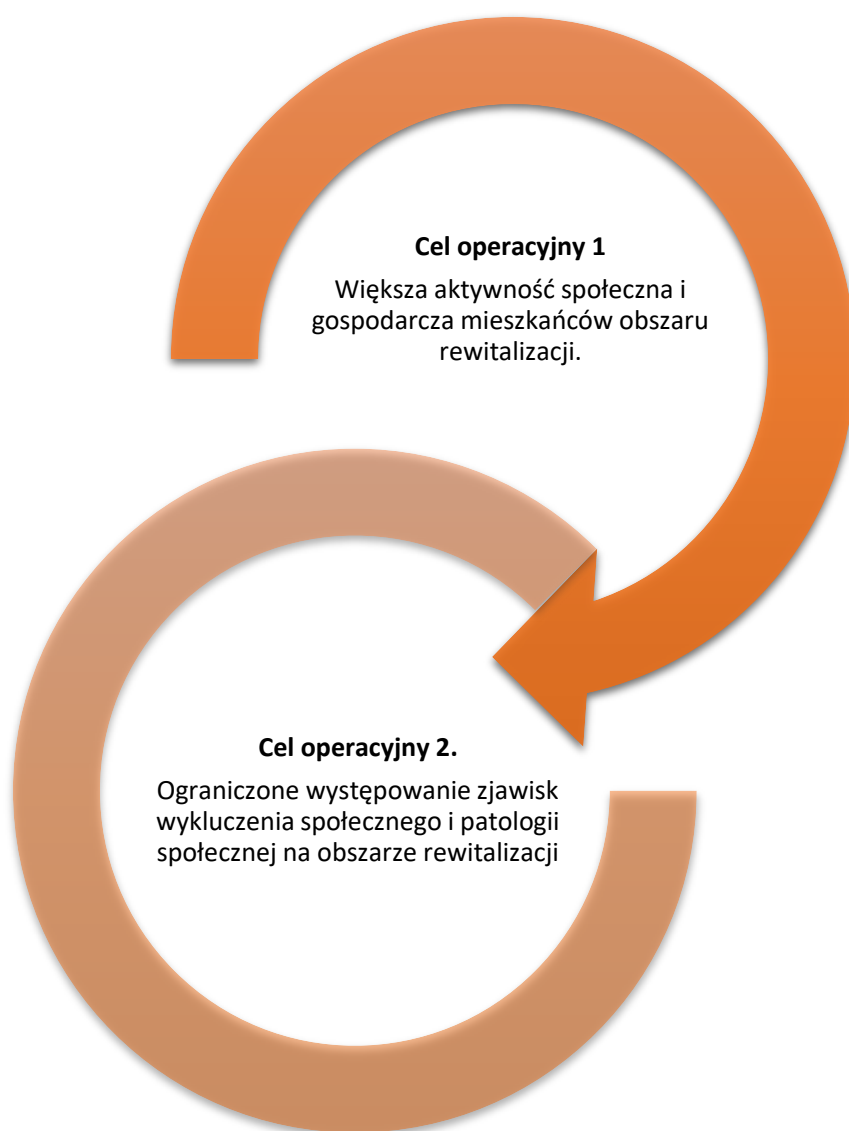 Cel operacyjny 1
Większa aktywność społeczna i
gospodarcza mieszkańców obszaru
rewitalizacji.
Cel operacyjny 2.
Ograniczone występowanie zjawisk
wykluczenia społecznego i patologii
społecznej na obszarze rewitalizacji